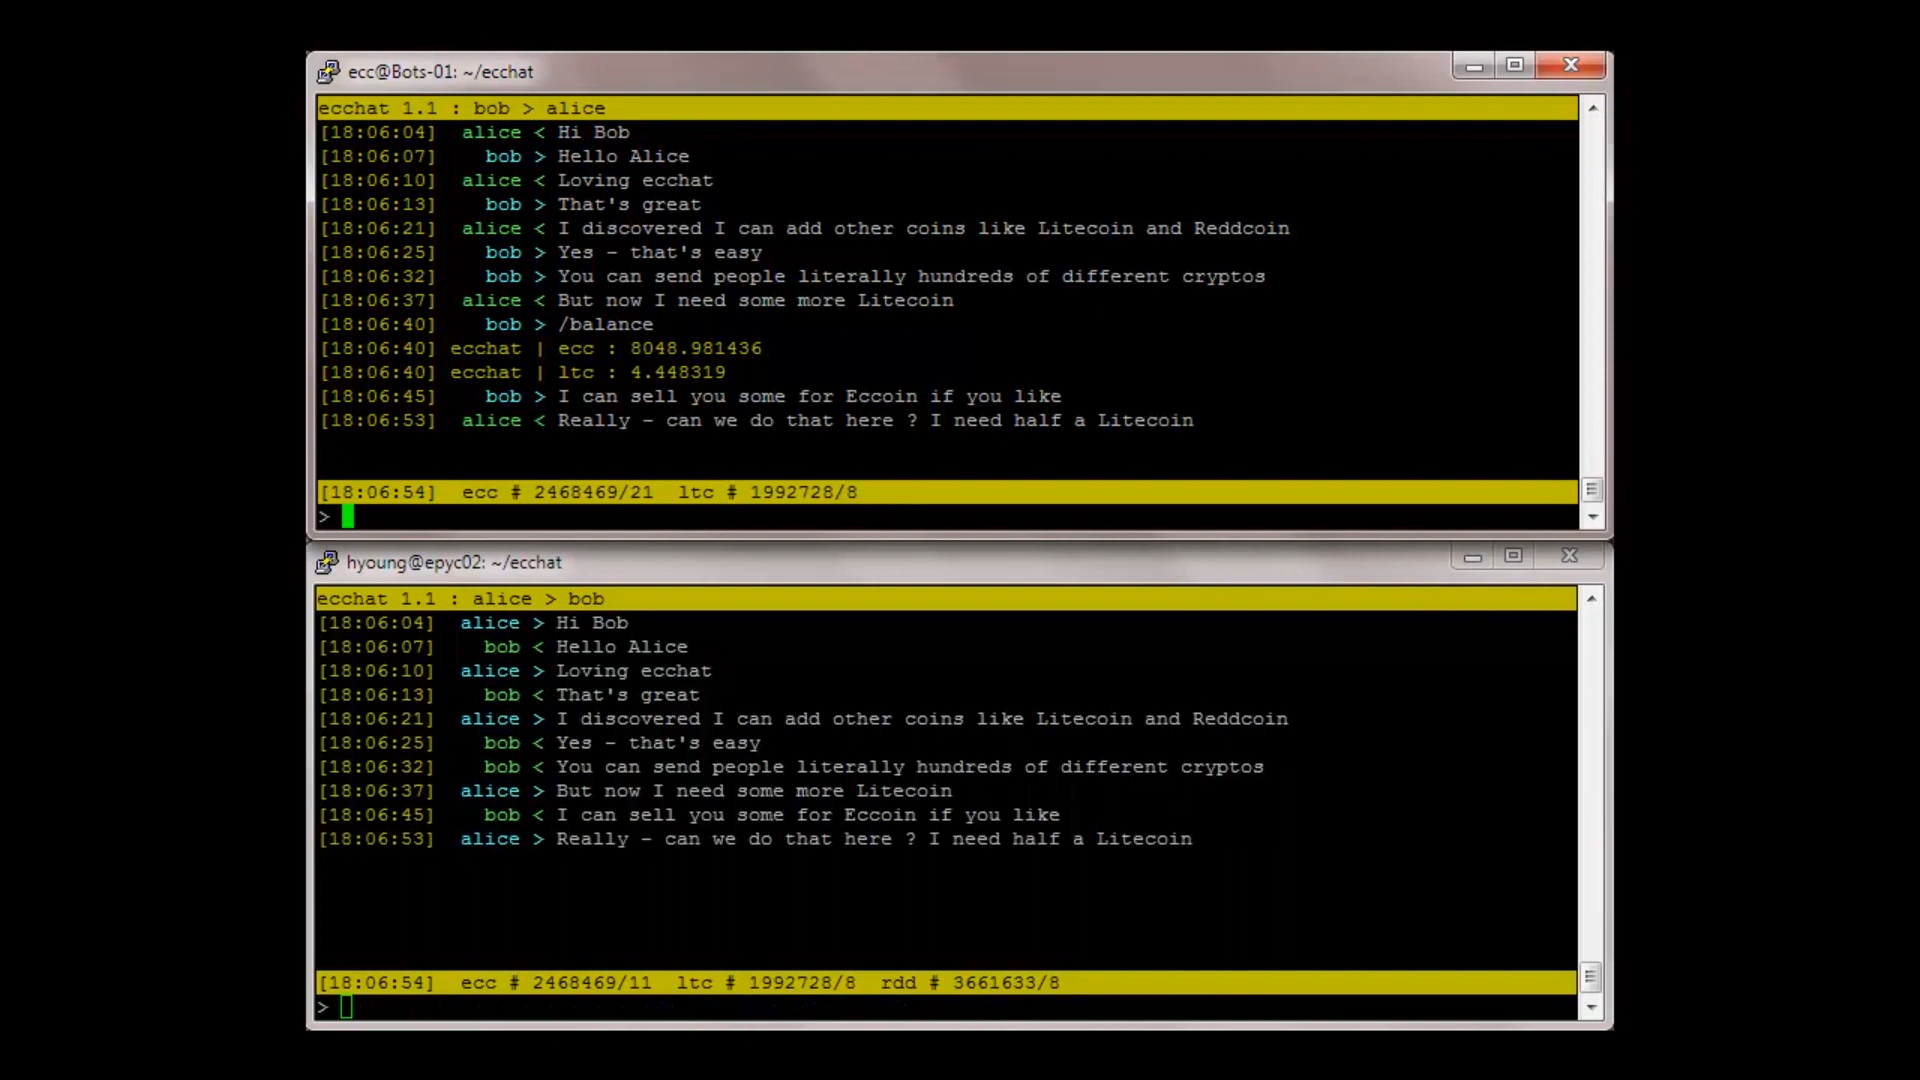 ecc@Bots-01: ~/ecchat
ecchat 1.1 : bob > alice
[18:06:04] alice < Hi Bob
[18:06:07] bob > Hello Alice
[18:06:10] alice < Loving ecchat
[18:06:13] bob > That's great
[18:06:21] alice < I discovered I can add other coins like Litecoin and Reddcoin
[18:06:25] bob > Yes - that's easy
[18:06:32] bob > You can send people literally hundreds of different cryptos
[18:06:37] alice < But now I need some more Litecoin
[18:06:40] bob > /balance
[18:06:40] ecchat | ecc : 8048.981436
[18:06:40] ecchat | ltc : 4.448319
[18:06:45] bob > I can sell you some for Eccoin if you like
[18:06:53] alice < Really - can we do that here ? I need half a Litecoin
[18:06:54] ecc # 2468469/21 ltc # 1992728/8
>
hyoung@epyc02: ~/ecchat
ecchat 1.1 : alice > bob
[18:06:04] alice > Hi Bob
[18:06:07] bob < Hello Alice
[18:06:10] alice > Loving ecchat
[18:06:13] bob < That's great
[18:06:21] alice > I discovered I can add other coins like Litecoin and Reddcoin
[18:06:25] bob < Yes - that's easy
[18:06:32] bob < You can send people literally hundreds of different cryptos
[18:06:37] alice > But now I need some more Litecoin
[18:06:45] bob < I can sell you some for Eccoin if you like
[18:06:53] alice > Really - can we do that here ? I need half a Litecoin
[18:06:54] ecc # 2468469/11 ltc # 1992728/8 rdd # 3661633/8
>